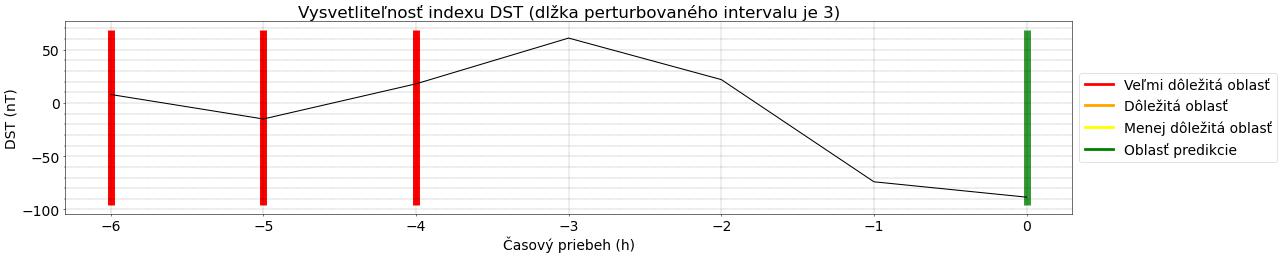 Vysvetliteľnosť indexu DST (dĺžka perturbovaného intervalu je 3)
DST (nT)
50
0
−50
−100
−6
−5
−4
−3
−2
−1
0
Časový priebeh (h)
Veľmi dôležitá oblasť
Dôležitá oblasť
Menej dôležitá oblasť
Oblasť predikcie